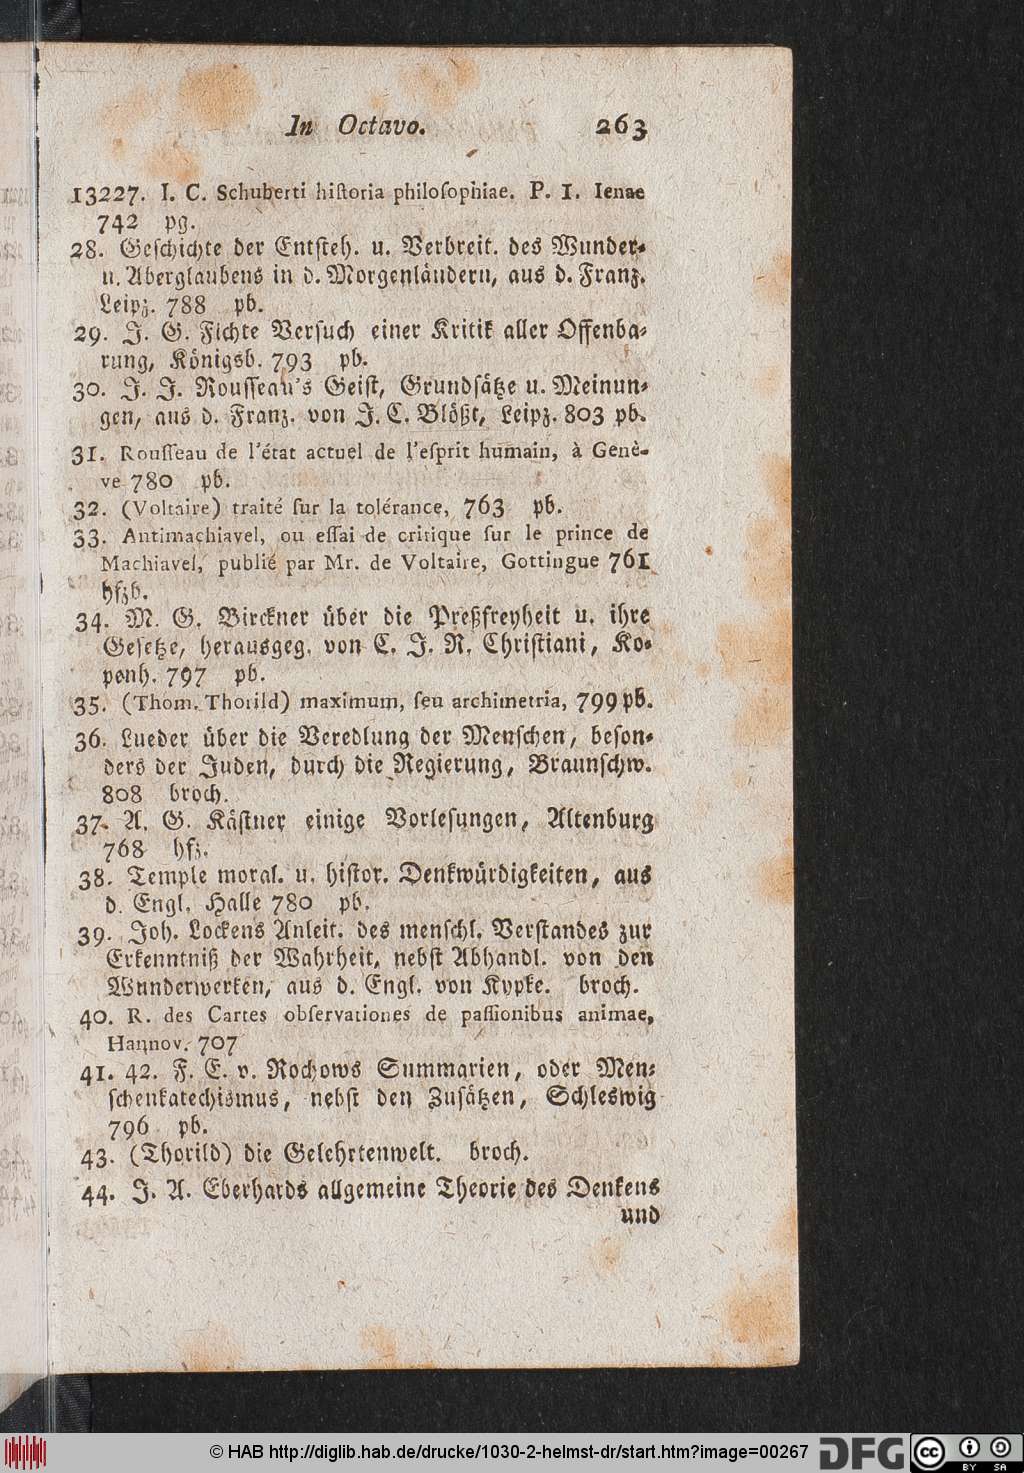 In Octavo. 263
13227. I. C. Schuberti hiſtoria philoſophiae. P. I. Ienae
742 pg.
28. Geſchichte der Entſteh. u. Verbreit. des Wunder-
u. Aberglaubens in d. Morgenländern, aus d. Franz.
Leipz. 788 pb.
29. J. G. Fichte Verſuch einer Kritik aller Offenba-
rung, Königsb. 793 pb.
30. J. J. Rouſſeau's Geiſt, Grundſätze u. Meinun-
gen, aus d. Franz. von J. C. Blößt, Leipz. 803 pb.
31. Rouſſeau de l'état actuel de l'eſprit humain, à Genè-
ve 780 pb.
32. (Voltaire) traité ſur la tolérance, 763 pb.
33. Antimachiavel, ou eſſai de critique ſur le prince de
Machiavel, publié par Mr. de Voltaire, Gottingue 761
hfzb.
34. M. G. Birckner über die Preßfreyheit u. ihre
Geſetze, herausgeg. von C. J. R. Chriſtiani, Ko-
penh. 797 pb.
35. (Thom. Thorild) maximum, ſeu archimetria, 799 pb.
36. Lueder über die Veredlung der Menſchen, beſon-
ders der Juden, durch die Regierung, Braunſchw.
808 broch.
37. A. G. Käſtner einige Vorleſungen, Altenburg
768 hfz.
38. Temple moral. u. hiſtor. Denkwürdigkeiten, aus
d. Engl. Halle 780 pb.
39. Joh. Lockens Anleit. des menſchl. Verſtandes zur
Erkenntniß der Wahrheit, nebſt Abhandl. von den
Wunderwerken, aus d. Engl. von Kypke. broch.
40. R. des Cartes obſervationes de paſſionibus animae,
Hannov. 707
41. 42. F. E. v. Rochows Summarien, oder Men-
ſchenkatechismus, nebſt den Zuſätzen, Schleswig
796 pb.
43. (Thorild) die Gelehrtenwelt. broch.
44. J. A. Eberhards allgemeine Theorie des Denkens
und
© HAB http://diglib.hab.de/drucke/1030-2-helmst-dr/start.htm?image=00267
DFG
cc BY SA